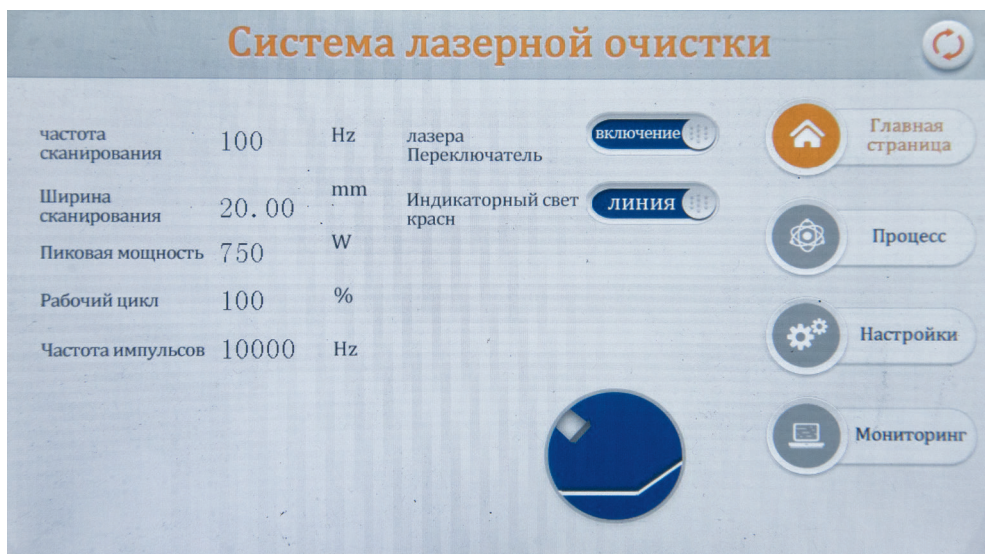 Система лазерной очистки
частота
сканирования
100
Hz
лазера
Переключатель
включение
Главная
страница
Ширина
сканирования
20.00
mm
Индикаторный свет
красн
линия
Пиковая мощность
750
W
Процесс
Рабочий цикл
100
%
Частота импульсов
10000
Hz
Настройки
Мониторинг